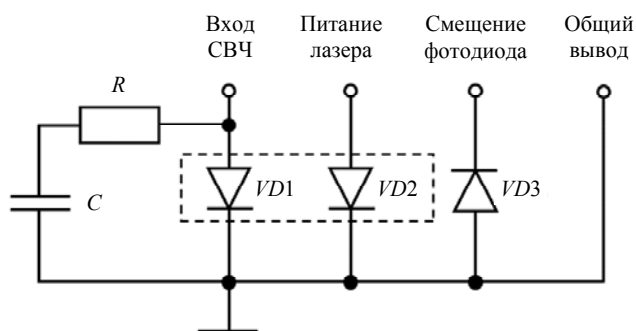 Вход
СВЧ
Питание
лазера
Смещение
фотодиода
Общий
вывод
R
C
VD1
VD2
VD3